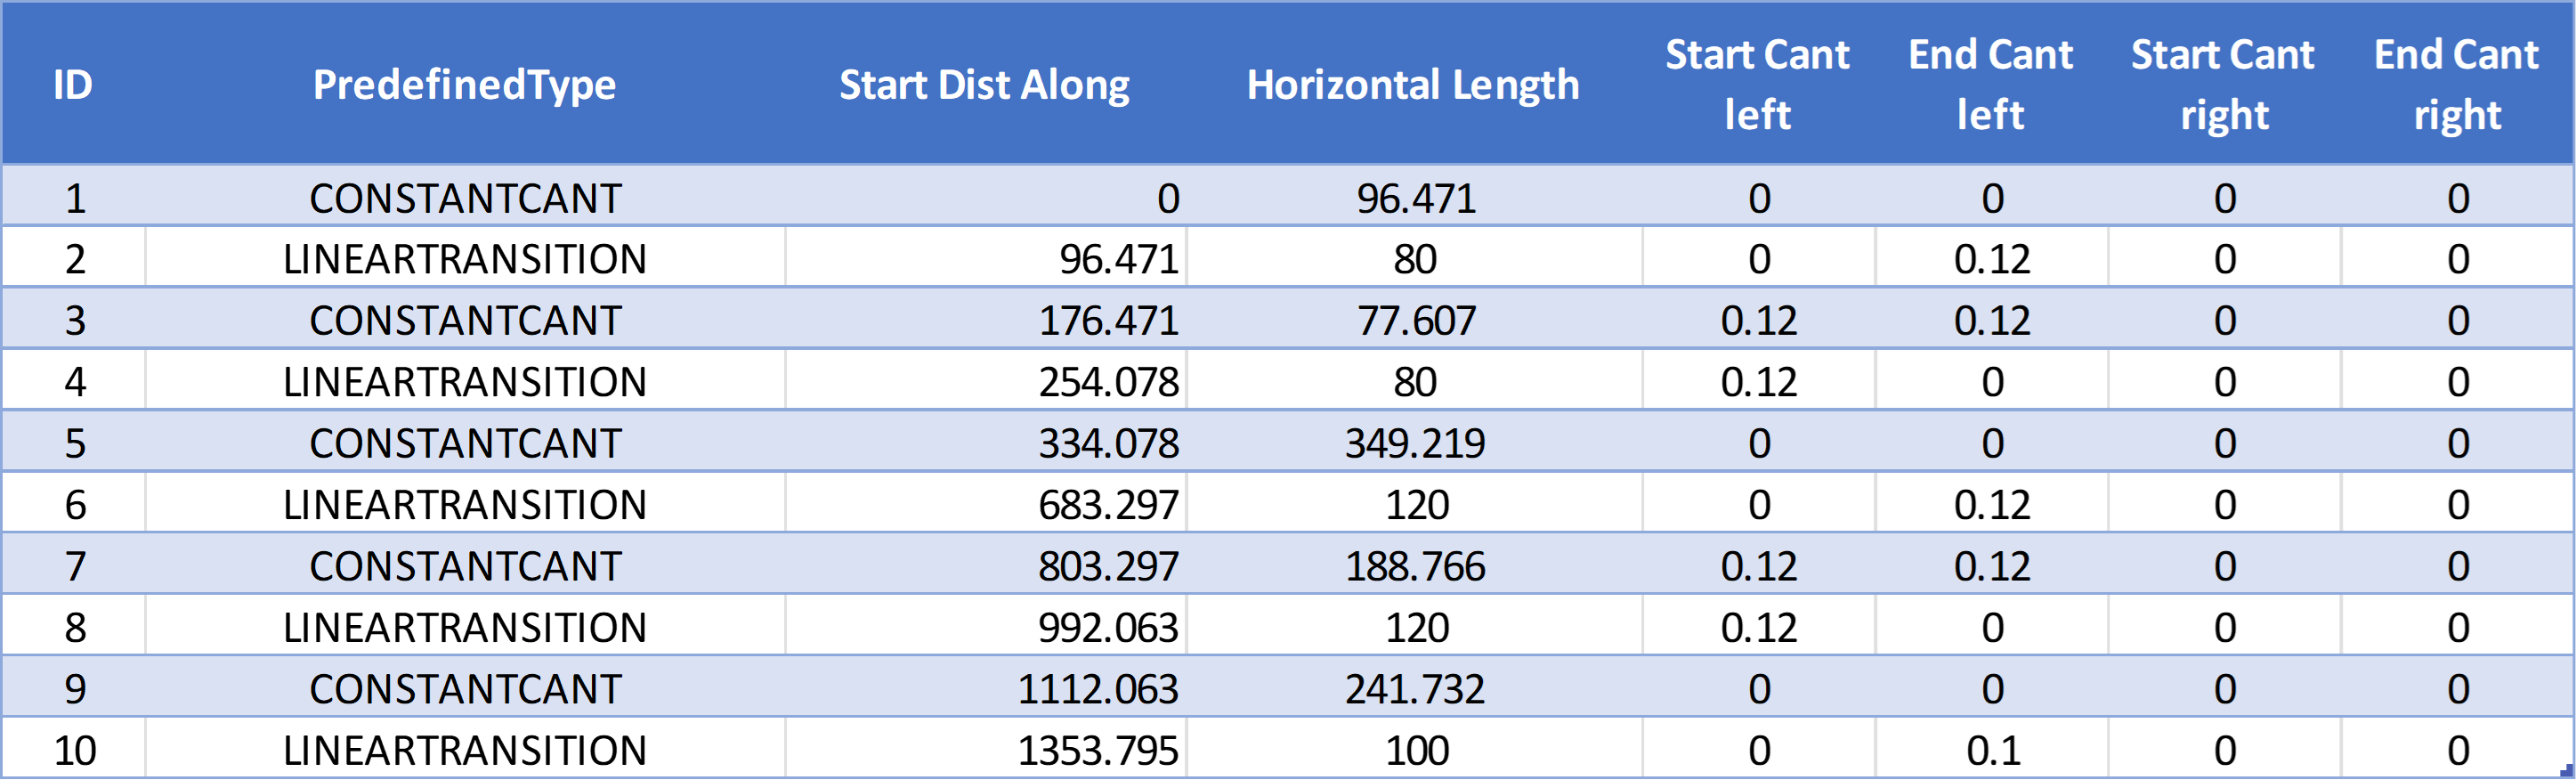 ID PredefinedType Start Dist Along Horizontal Length Start Cant left End Cant left Start Cant right End Cant right
1 CONSTANTCANT 0 96.471 0 0 0 0
2 LINEARTRANSITION 96.471 80 0 0.12 0 0
3 CONSTANTCANT 176.471 77.607 0.12 0.12 0 0
4 LINEARTRANSITION 254.078 80 0.12 0 0 0
5 CONSTANTCANT 334.078 349.219 0 0 0 0
6 LINEARTRANSITION 683.297 120 0 0.12 0 0
7 CONSTANTCANT 803.297 188.766 0.12 0.12 0 0
8 LINEARTRANSITION 992.063 120 0.12 0 0 0
9 CONSTANTCANT 1112.063 241.732 0 0 0 0
10 LINEARTRANSITION 1353.795 100 0 0.1 0 0